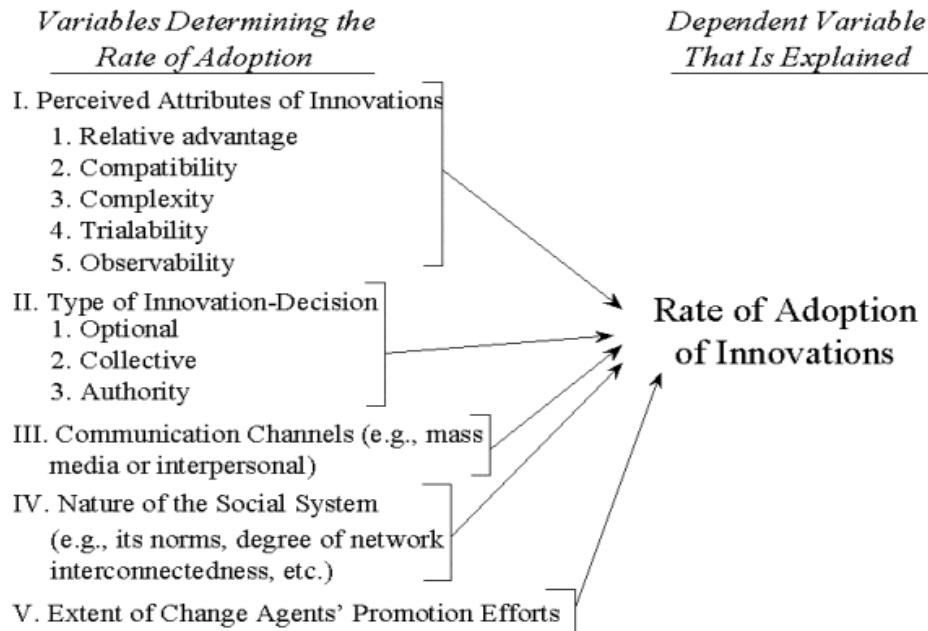 Variables Determining the
Rate of Adoption
Dependent Variable
That Is Explained
I. Perceived Attributes of Innovations
1. Relative advantage
2. Compatibility
3. Complexity
4. Trialability
5. Observability
II. Type of Innovation-Decision
1. Optional
2. Collective
3. Authority
III. Communication Channels (e.g., mass
media or interpersonal)
IV. Nature of the Social System
(e.g., its norms, degree of network
interconnectedness, etc.)
V. Extent of Change Agents’ Promotion Efforts
Rate of Adoption
of Innovations